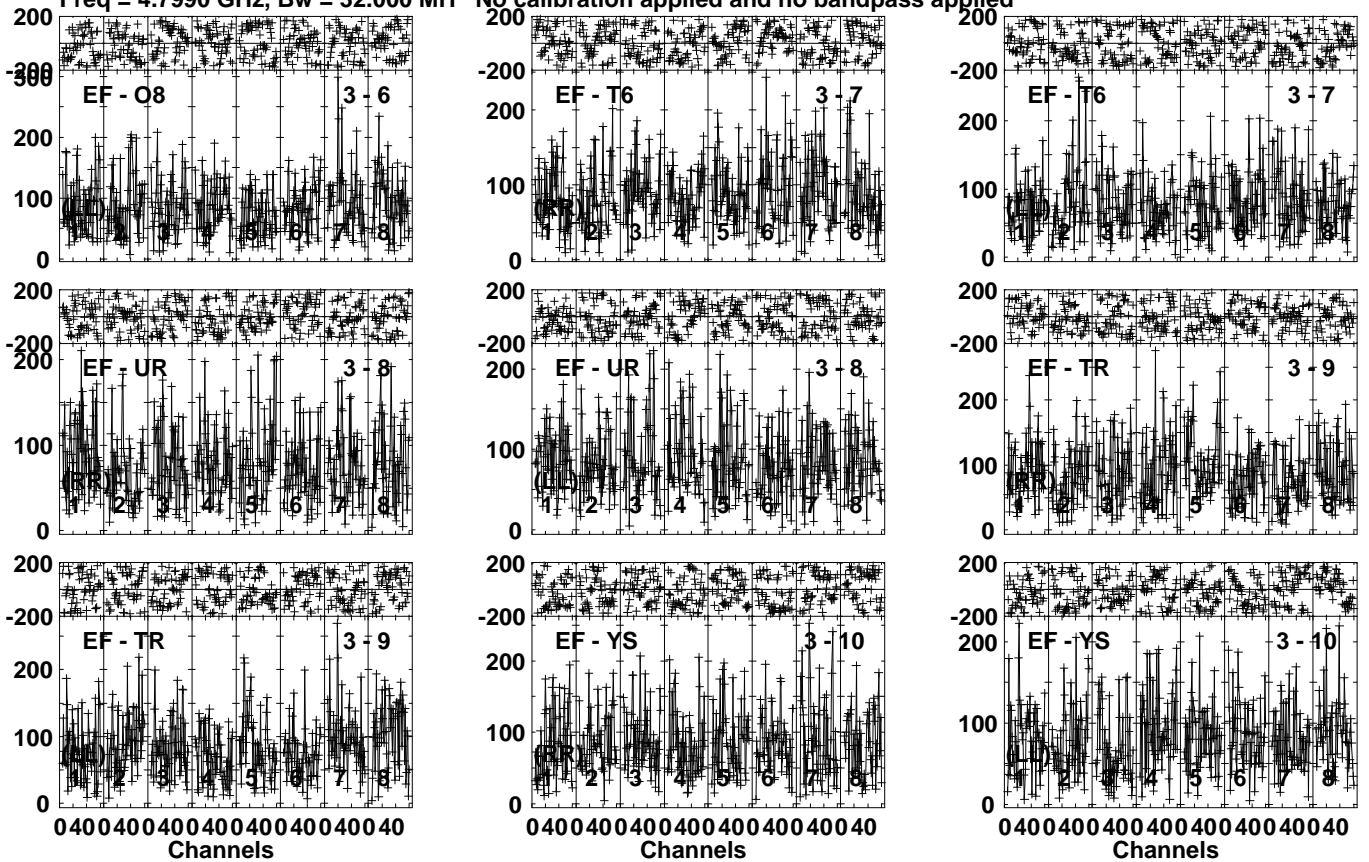 Freq = 4.7990 GHz, Bw = 32.000 MH No calibration applied and no bandpass applied
200 200 200
-200 -200 -200
300
EF - O8 3 - 6 EF - T6 3 - 7 EF - T6 3 - 7
200 200 200
100 100 100
(LL) (RR) (LL)
1 2 3 4 5 6 7 8 1 2 3 4 5 6 7 8 1 2 3 4 5 6 7 8
0 0 0
200 200 200
-200 -200 -200
EF - UR 3 - 8 EF - UR 3 - 8 EF - TR 3 - 9
200 200 200
100 100 100
(RR) (LL) (RR)
1 2 3 4 5 6 7 8 1 2 3 4 5 6 7 8 1 2 3 4 5 6 7 8
0 0 0
200 200 200
-200 -200 -200
EF - TR 3 - 9 EF - YS 3 - 10 EF - YS 3 - 10
200 200 200
100 100 100
(LL) (RR) (LL)
1 2 3 4 5 6 7 8 1 2 3 4 5 6 7 8 1 2 3 4 5 6 7 8
0 0 0
0 40 0 40 0 40 0 40 0 40 0 40 0 40 0 40 0 40 0 40 0 40 0 40 0 40 0 40 0 40 0 40 0 40 0 40 0 40 0 40 0 40 0 40 0 40 0 40
Channels Channels Channels